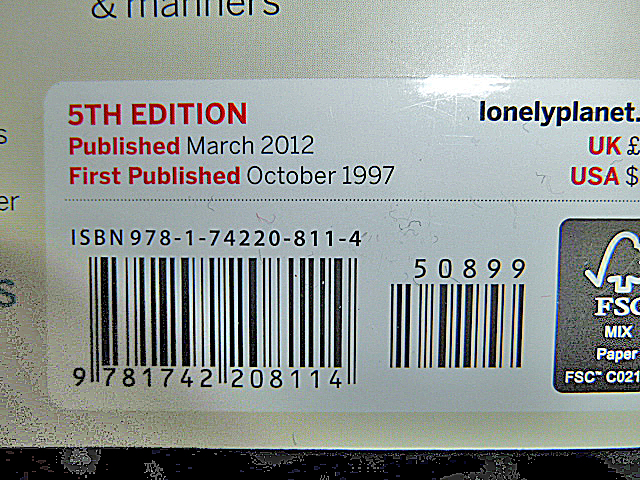 & manners
5TH EDITION
lonelyplanet.
Published March 2012
UK £
First Published October 1997
USA $
s
er
s
ISBN 978-1-74220-811-4
50899
9 781742 208114
FSC
MIX
Paper
FSC™ C021